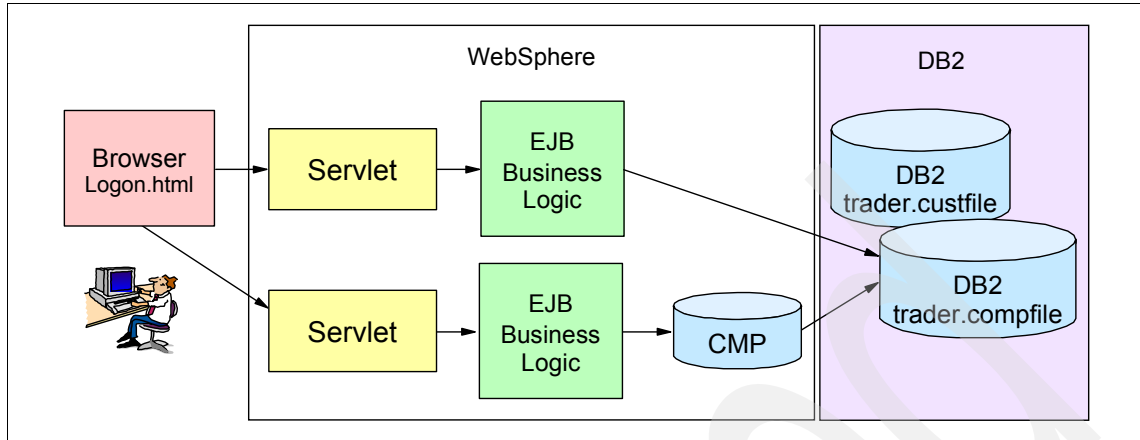 WebSphere
DB2
Browser
Logon.html
Servlet
EJB
Business
Logic
DB2
trader.custfile
Servlet
EJB
Business
Logic
CMP
DB2
trader.compfile